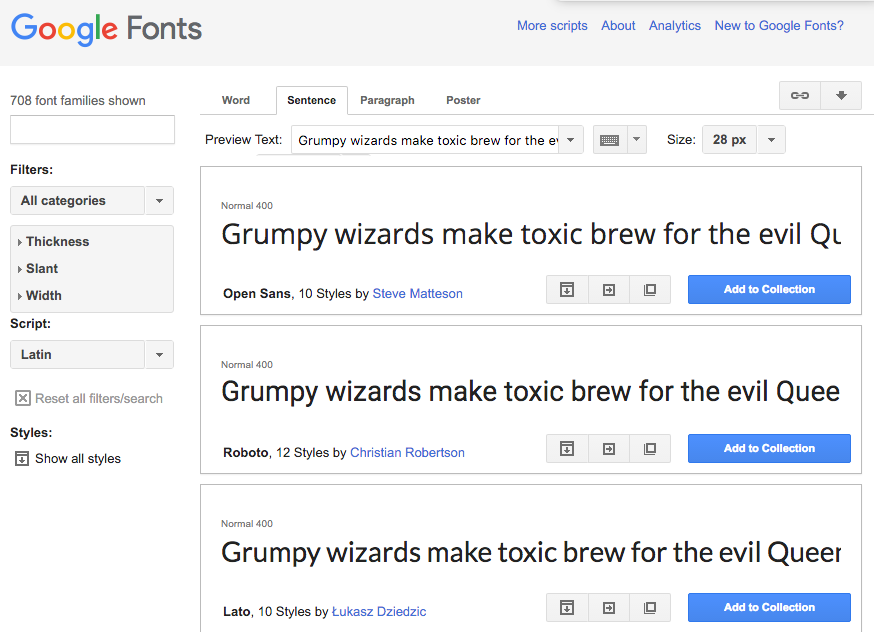 Google Fonts
More scripts About Analytics New to Google Fonts?
708 font families shown
Word Sentence Paragraph Poster
Preview Text: Grumpy wizards make toxic brew for the ev Size: 28 px
Filters:
All categories
Thickness
Slant
Width
Script:
Latin
Reset all filters/search
Styles:
Show all styles
Normal 400
Grumpy wizards make toxic brew for the evil Qu
Open Sans, 10 Styles by Steve Matteson Add to Collection
Normal 400
Grumpy wizards make toxic brew for the evil Quee
Roboto, 12 Styles by Christian Robertson Add to Collection
Normal 400
Grumpy wizards make toxic brew for the evil Queen
Lato, 10 Styles by Łukasz Dziedzic Add to Collection